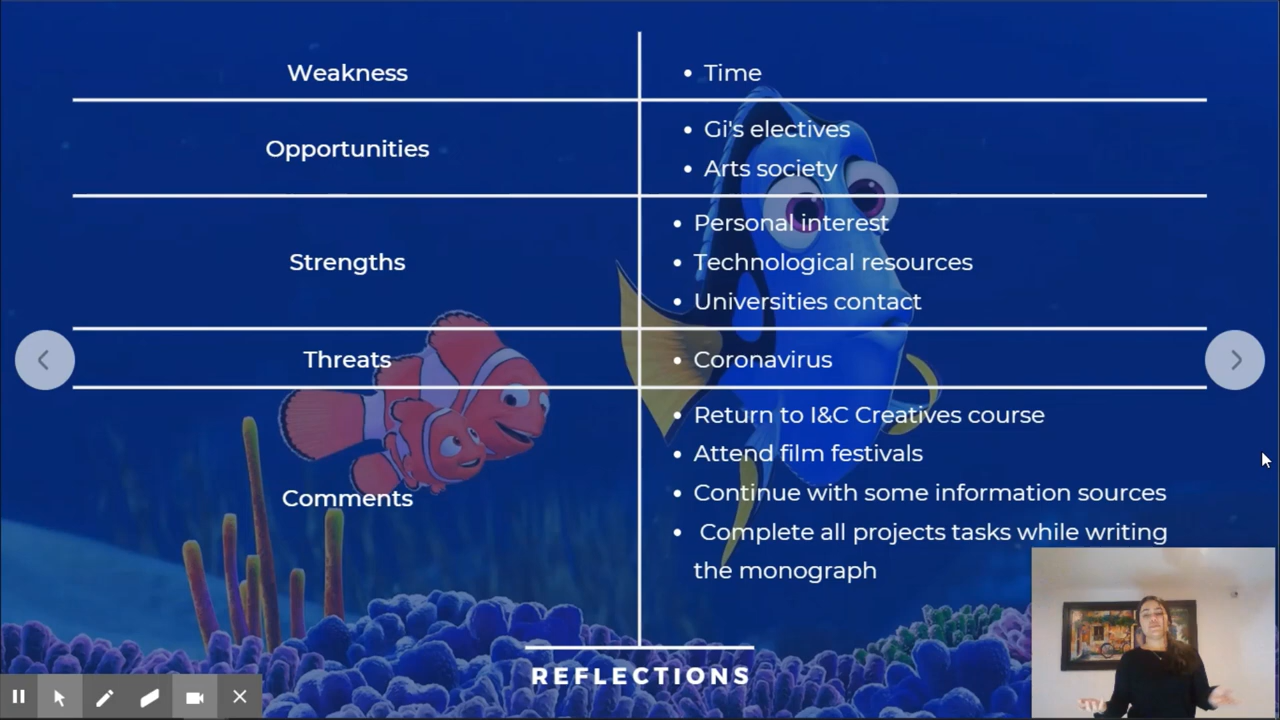 Weakness
• Time
Opportunities
• Gi's electives
• Arts society
Strengths
• Personal interest
• Technological resources
• Universities contact
Threats
• Coronavirus
Comments
• Return to I&C Creatives course
• Attend film festivals
• Continue with some information sources
• Complete all projects tasks while writing
the monograph
REFLECTIONS